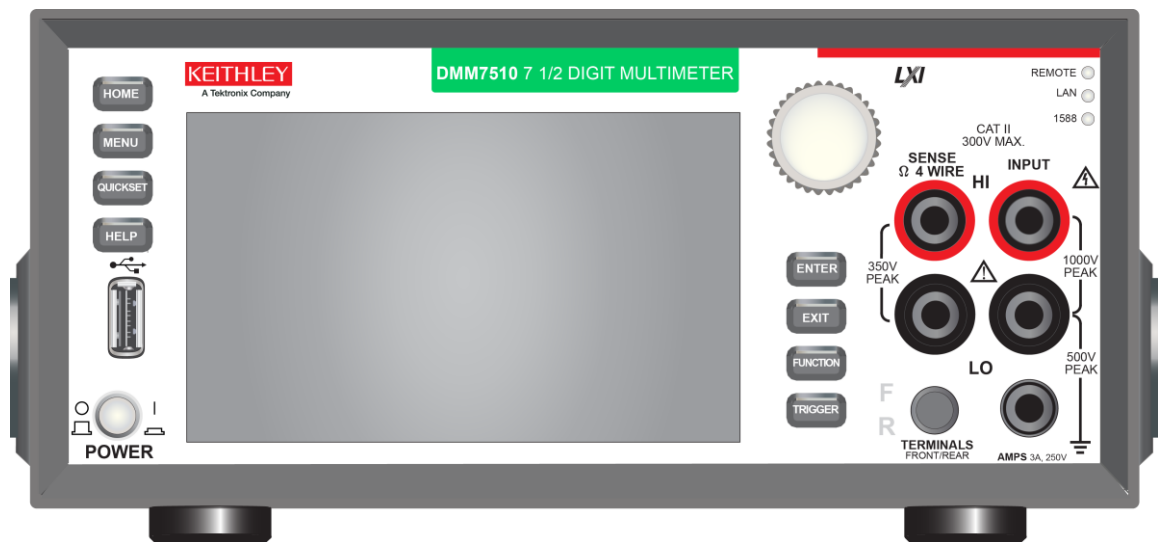 KEITHLEY
A Tektronix Company
DMM7510 7 1/2 DIGIT MULTIMETER
HOME
MENU
QUICKSET
HELP
POWER
ENTER
EXIT
FUNCTION
TRIGGER
LXI
REMOTE
LAN
1588
CAT II
300V MAX.
SENSE
Ω 4 WIRE
INPUT
HI
350V
PEAK
1000V
PEAK
LO
500V
PEAK
F
R
TERMINALS
FRONT/REAR
AMPS 3A, 250V